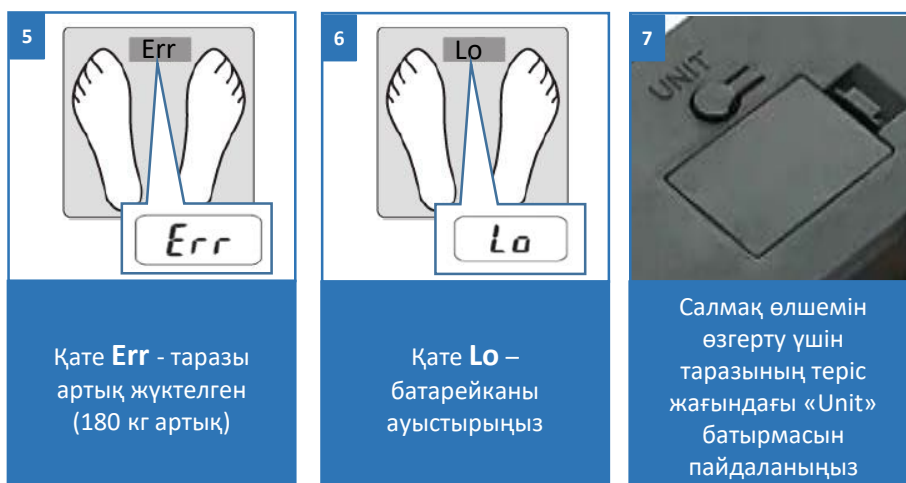 5
Err
Err
Қате Err - таразы
артық жүктелген
(180 кг артық)
6
Lo
Lo
Қате Lo –
батарейканы
ауыстырыңыз
7
UNIT
Салмақ өлшемін
өзгерту үшін
таразының теріс
жағындағы «Unit»
батырмасын
пайдаланыңыз